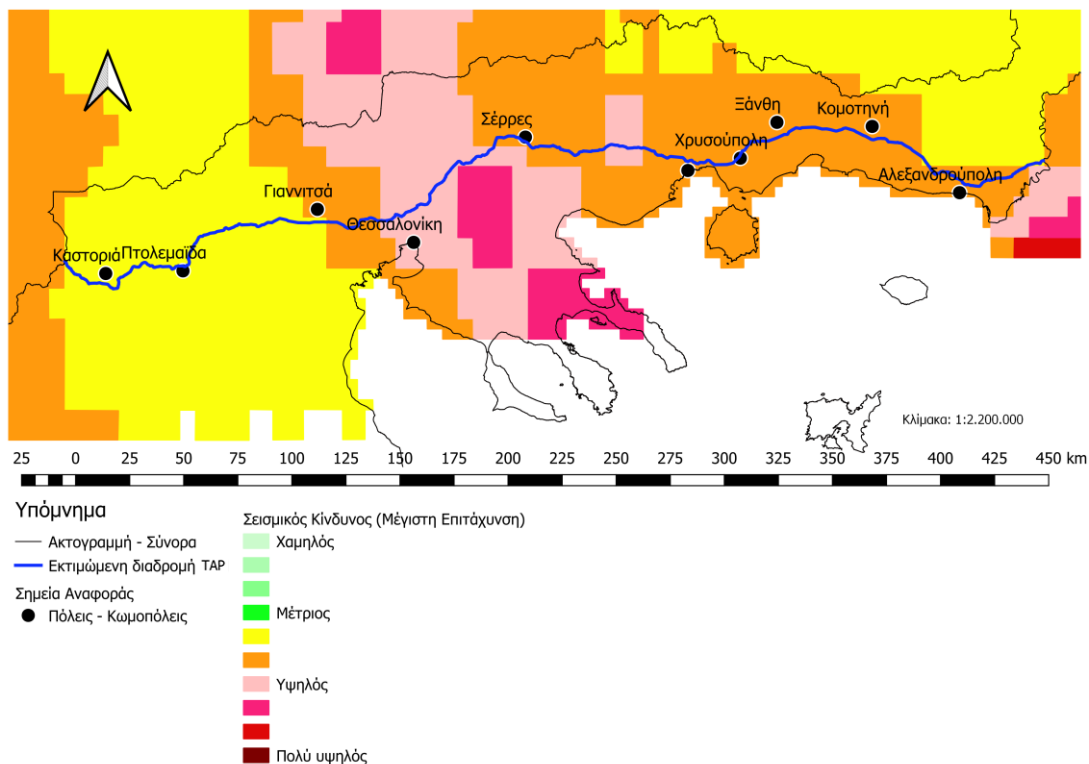 Ξάνθη
Κομοτηνή
Σέρρες
Χρυσούπολη
Γιαννιτσά
Αλεξανδρούπολη
Θεσσαλονίκη
Καστοριά
Πτολεμαΐδα
Κλίμακα: 1:2.200.000
25 0 25 50 75 100 125 150 175 200 225 250 275 300 325 350 375 400 425 450 km
Υπόμνημα
Ακτογραμμή - Σύνορα
Εκτιμώμενη διαδρομή TAP
Σημεία Αναφοράς
Πόλεις - Κωμοπόλεις
Σεισμικός Κίνδυνος (Μέγιστη Επιτάχυνση)
Χαμηλός
Μέτριος
Υψηλός
Πολύ υψηλός